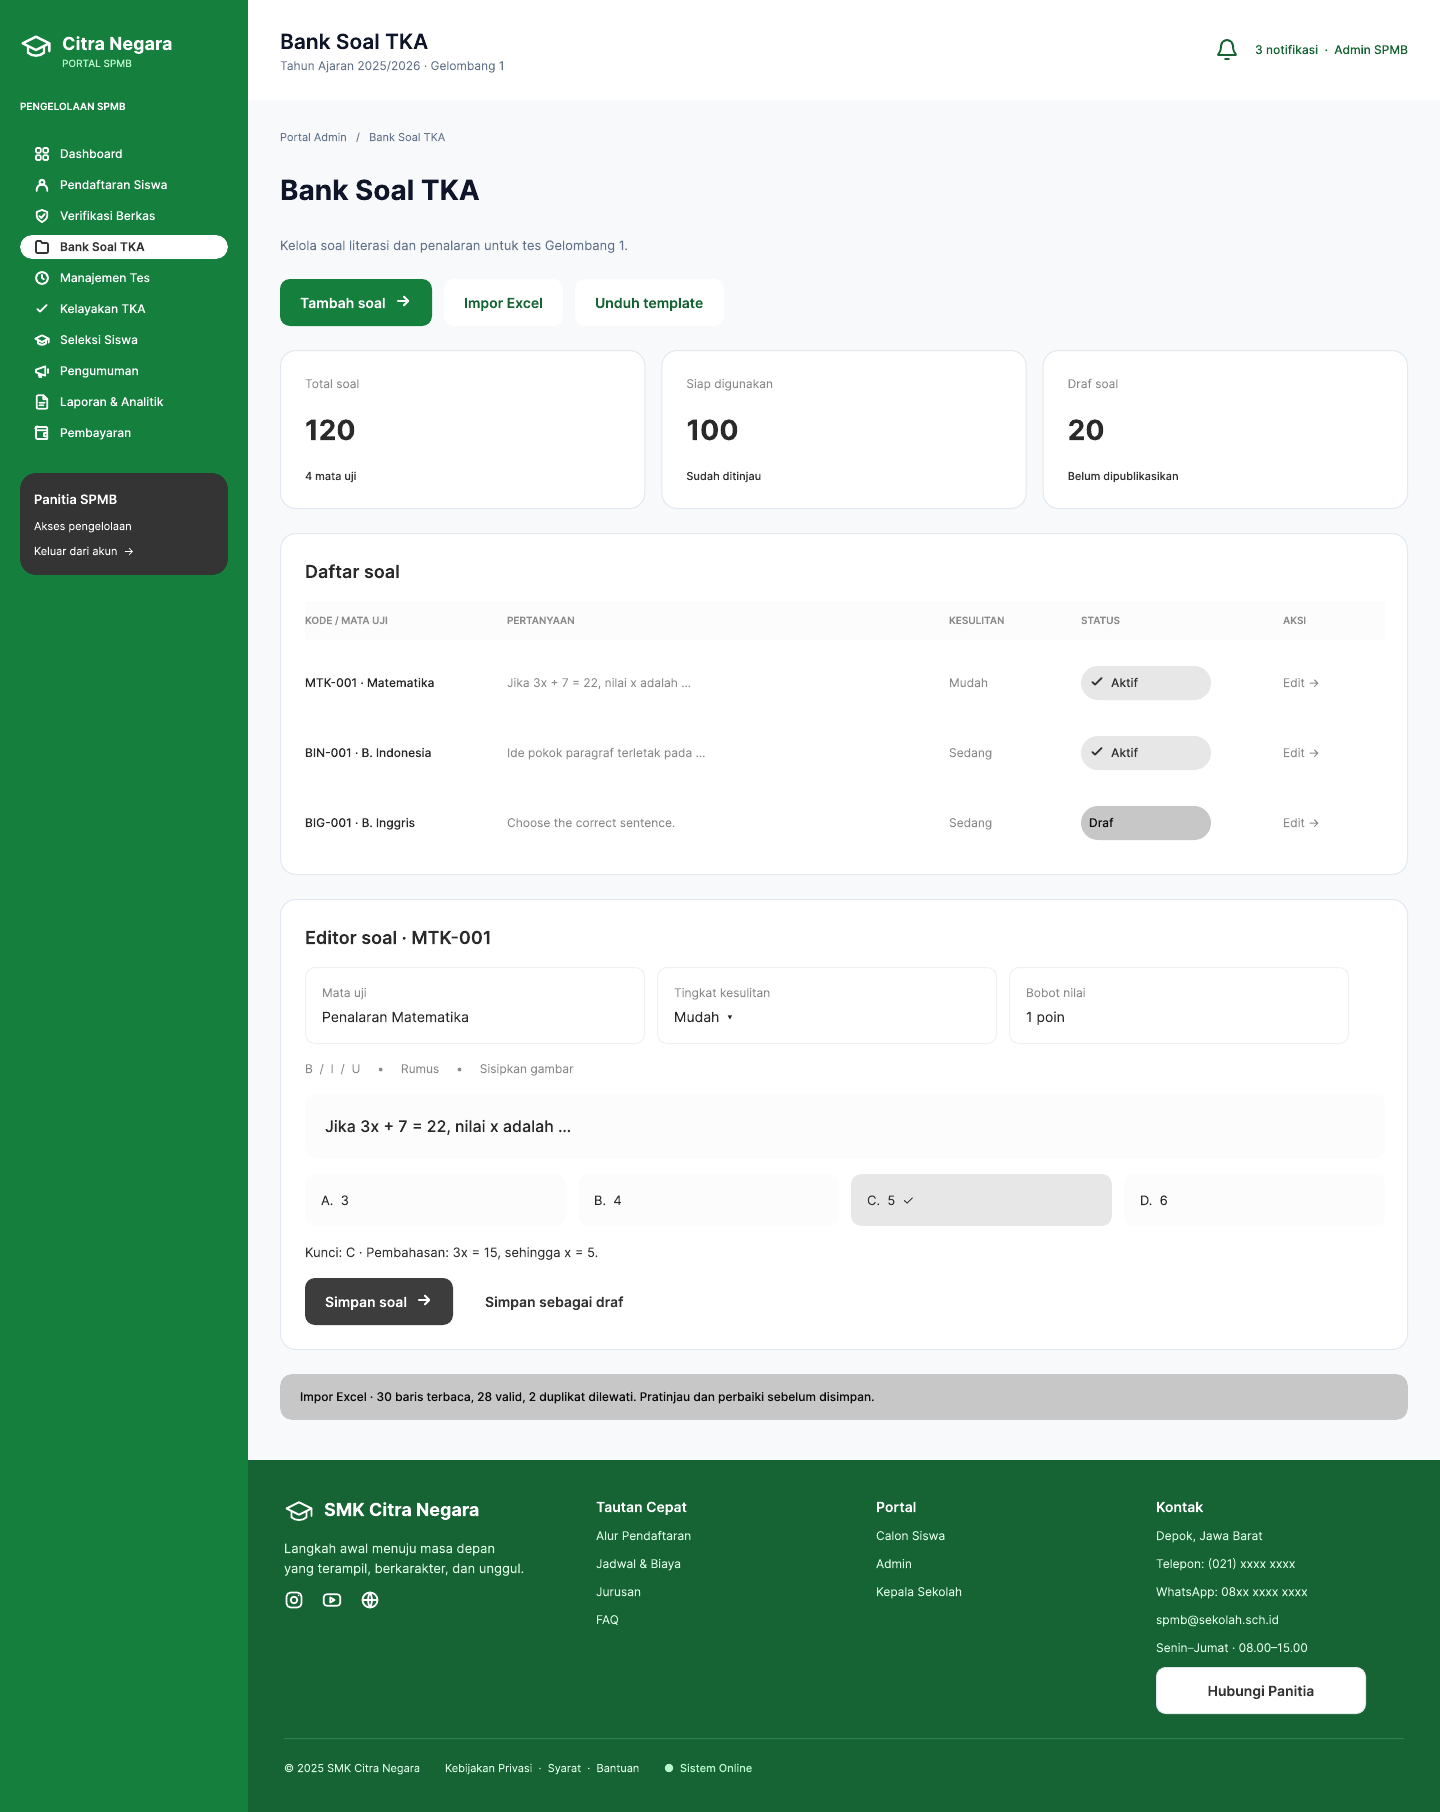 Citra Negara
PORTAL SPMB
PENGELOLAAN SPMB
Dashboard
Pendaftaran Siswa
Verifikasi Berkas
Bank Soal TKA
Manajemen Tes
Kelayakan TKA
Seleksi Siswa
Pengumuman
Laporan & Analitik
Pembayaran
Panitia SPMB
Akses pengelolaan
Keluar dari akun →
Bank Soal TKA
Tahun Ajaran 2025/2026 · Gelombang 1
3 notifikasi · Admin SPMB
Portal Admin / Bank Soal TKA
Bank Soal TKA
Kelola soal literasi dan penalaran untuk tes Gelombang 1.
Tambah soal → Impor Excel Unduh template
Total soal
120
4 mata uji
Siap digunakan
100
Sudah ditinjau
Draf soal
20
Belum dipublikasikan
Daftar soal
KODE / MATA UJI PERTANYAAN KESULITAN STATUS AKSI
MTK-001 · Matematika Jika 3x + 7 = 22, nilai x adalah ... Mudah ✓ Aktif Edit →
BIN-001 · B. Indonesia Ide pokok paragraf terletak pada ... Sedang ✓ Aktif Edit →
BIG-001 · B. Inggris Choose the correct sentence. Sedang Draf Edit →
Editor soal · MTK-001
Mata uji
Penalaran Matematika
Tingkat kesulitan
Mudah ▾
Bobot nilai
1 poin
B / I / U • Rumus • Sisipkan gambar
Jika 3x + 7 = 22, nilai x adalah ...
A. 3 B. 4 C. 5 ✓ D. 6
Kunci: C · Pembahasan: 3x = 15, sehingga x = 5.
Simpan soal → Simpan sebagai draf
Impor Excel · 30 baris terbaca, 28 valid, 2 duplikat dilewati. Pratinjau dan perbaiki sebelum disimpan.
SMK Citra Negara
Langkah awal menuju masa depan
yang terampil, berkarakter, dan unggul.
Tautan Cepat
Alur Pendaftaran
Jadwal & Biaya
Jurusan
FAQ
Portal
Calon Siswa
Admin
Kepala Sekolah
Kontak
Depok, Jawa Barat
Telepon: (021) xxxx xxxx
WhatsApp: 08xx xxxx xxxx
spmb@sekolah.sch.id
Senin–Jumat · 08.00–15.00
Hubungi Panitia
© 2025 SMK Citra Negara Kebijakan Privasi · Syarat · Bantuan ● Sistem Online